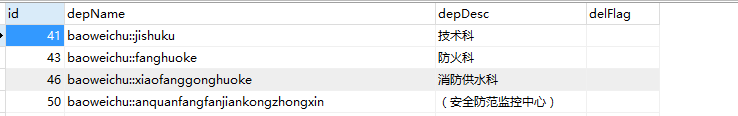 id depName depDesc delFlag
41 baoweichu::jishuku 技术科
43 baoweichu::fanghuoke 防火科
46 baoweichu::xiaofanggonghuoke 消防供水科
50 baoweichu::anquanfangfanjiankongzhongxin （安全防范监控中心）